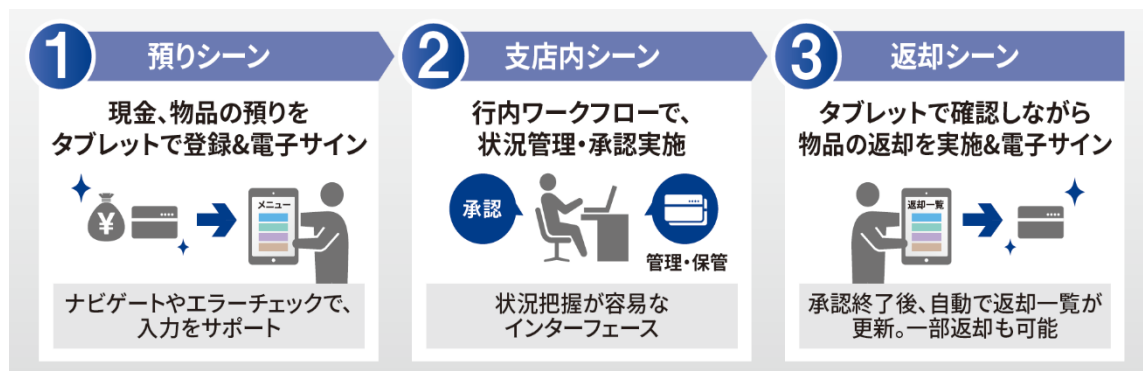 1 預りシーン
現金、物品の預りを
タブレットで登録&電子サイン
¥
メニュー
ナビゲートやエラーチェックで、
入力をサポート
2 支店内シーン
行内ワークフローで、
状況管理・承認実施
承認
管理・保管
状況把握が容易な
インターフェース
3 返却シーン
タブレットで確認しながら
物品の返却を実施&電子サイン
返却一覧
承認終了後、自動で返却一覧が
更新。一部返却も可能